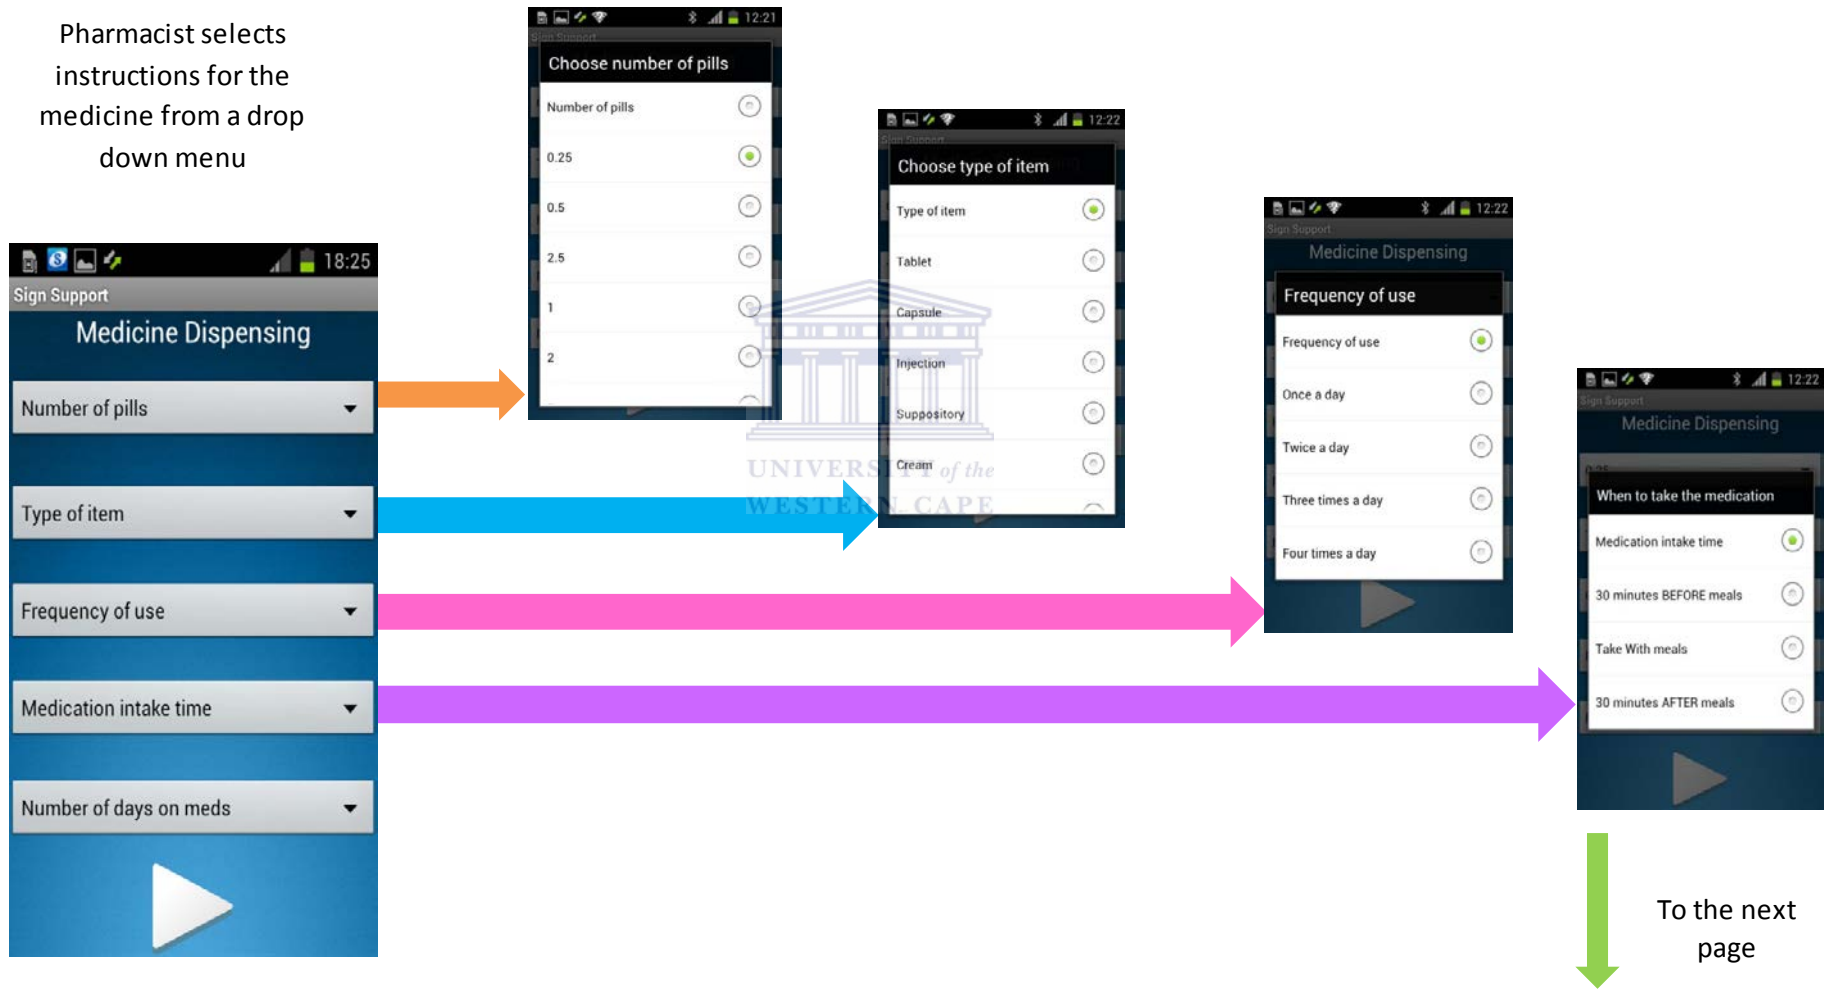 Pharmacist selects
instructions for the
medicine from a drop
down menu
18:25
Sign Support
Medicine Dispensing
Number of pills
Type of item
Frequency of use
Medication intake time
Number of days on meds
12:21
Sign Support
Choose number of pills
Number of pills
0.25
0.5
2.5
1
2
12:22
Sign Support
Choose type of item
Type of item
Tablet
Capsule
Injection
Suppository
Cream
UNIVERSITY of the
WESTERN CAPE
12:22
Sign Support
Medicine Dispensing
Frequency of use
Frequency of use
Once a day
Twice a day
Three times a day
Four times a day
12:22
Sign Support
Medicine Dispensing
0.25
When to take the medication
Medication intake time
30 minutes BEFORE meals
Take With meals
30 minutes AFTER meals
To the next
page